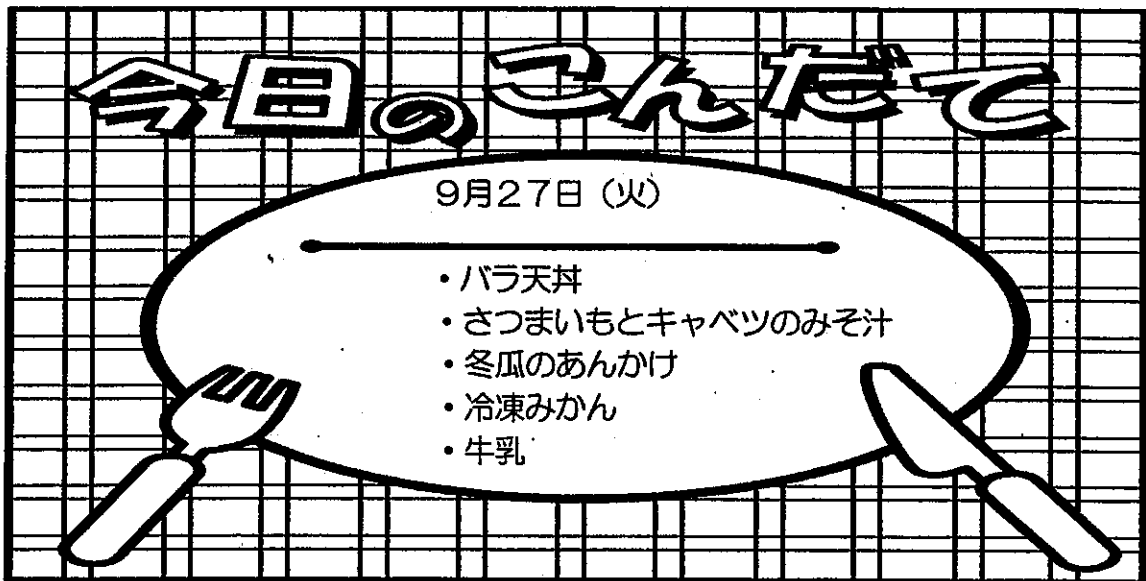 今日のこんだて
9月27日（火）
・バラ天丼
・さつまいもとキャベツのみそ汁
・冬瓜のあんかけ
・冷凍みかん
・牛乳